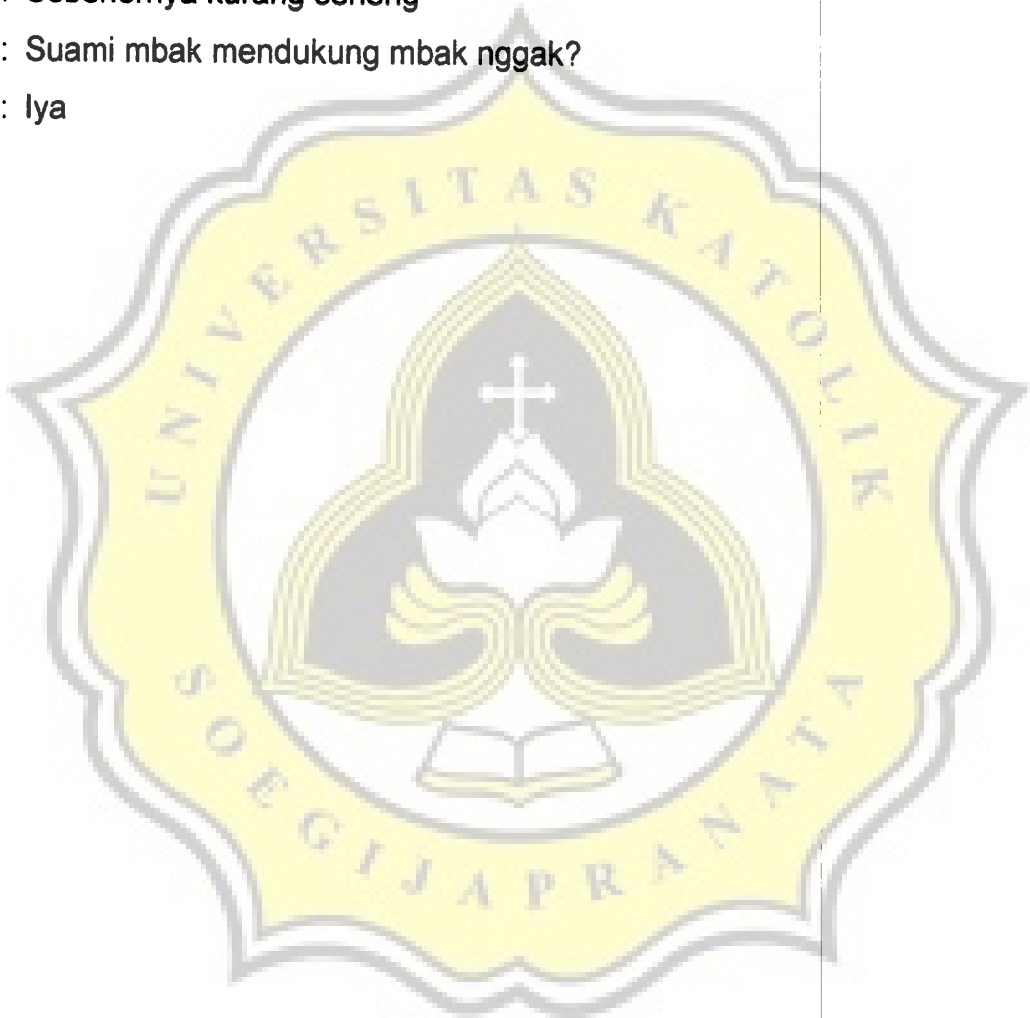 : Suami mbak mendukung mbak nggak?
: Iya
UNIVERSITAS KATOLIK
SOEGIJAPRANATA